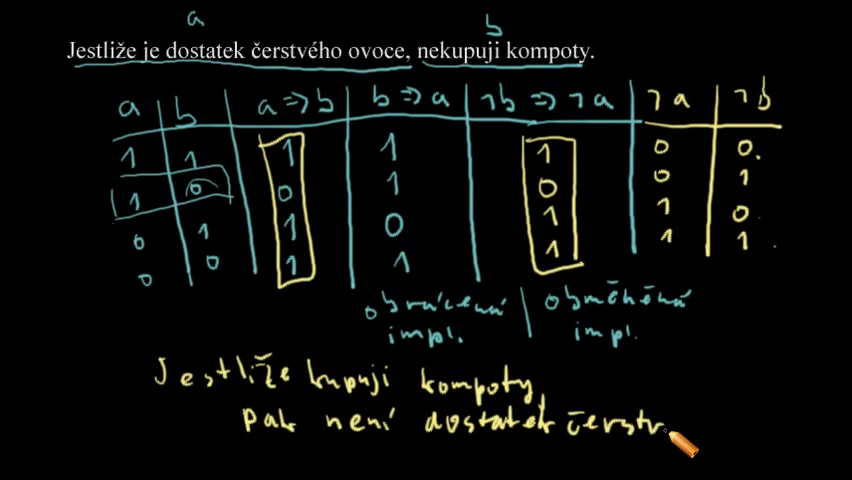 a b
Jestliže je dostatek čerstvého ovoce, nekupuji kompoty.
a b a ⇒ b b ⇒ a ¬b ⇒ ¬a ¬a ¬b
1 1 1 1 1 0 0.
1 0 0 1 0 0 1
0 1 1 0 1 1 0
0 0 1 1 1 1 1
obrácená obměněná
impl. impl.
Jestliže kupuji kompoty,
pak není dostatek čerstv